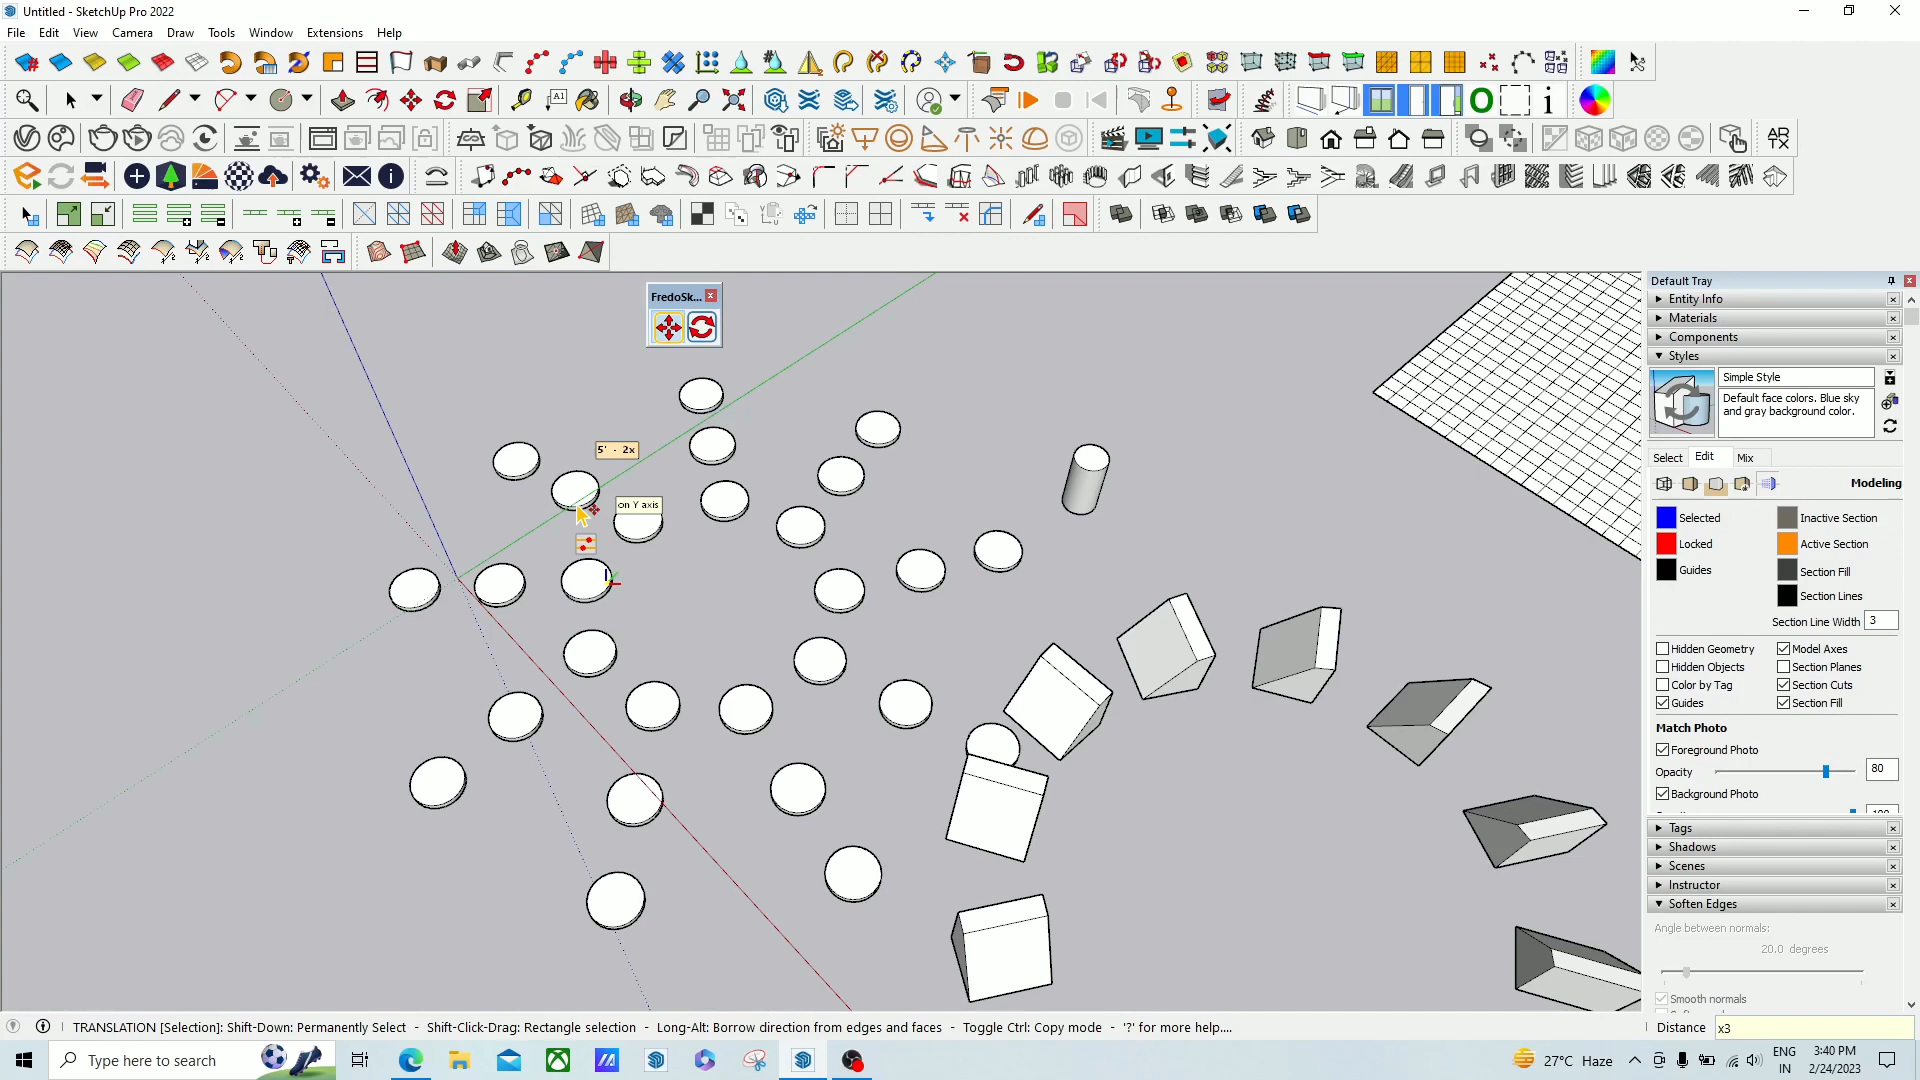 Untitled - SketchUp Pro 2022
File Edit View Camera Draw Tools Window Extensions Help
A1
AR
FredoSk...
5' - 2x
on Y axis
Default Tray
Entity Info
Materials
Components
Styles
Simple Style
Default face colors. Blue sky
and gray background color.
Select Edit Mix
Modeling
Selected Inactive Section
Locked Active Section
Guides Section Fill
Section Lines
Section Line Width 3
Hidden Geometry Model Axes
Hidden Objects Section Planes
Color by Tag Section Cuts
Guides Section Fill
Match Photo
Foreground Photo
Opacity 80
Background Photo
Tags
Shadows
Scenes
Instructor
Soften Edges
Angle between normals:
20.0 degrees
Smooth normals
TRANSLATION [Selection]: Shift-Down: Permanently Select - Shift-Click-Drag: Rectangle selection - Long-Alt: Borrow direction from edges and faces - Toggle Ctrl: Copy mode - '?' for more help....
Distance x3
Type here to search
27°C Haze
ENG
IN
3:40 PM
2/24/2023